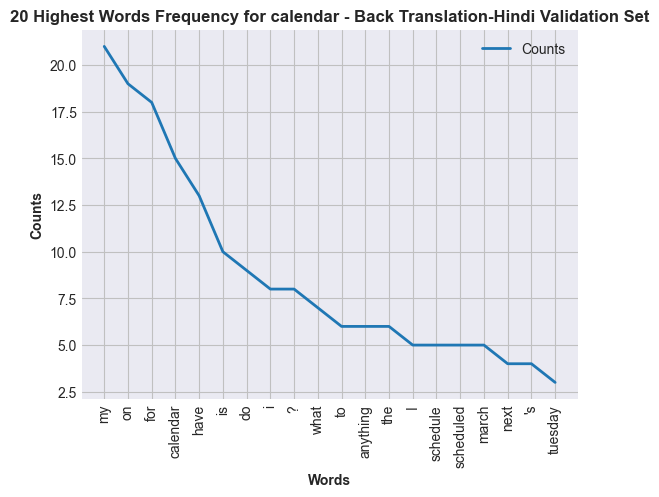 20 Highest Words Frequency for calendar - Back Translation-Hindi Validation Set
Counts
20.0
17.5
15.0
12.5
10.0
7.5
5.0
2.5
Counts
my
on
for
calendar
have
is
do
i
?
what
to
anything
the
I
schedule
scheduled
march
next
's
tuesday
Words